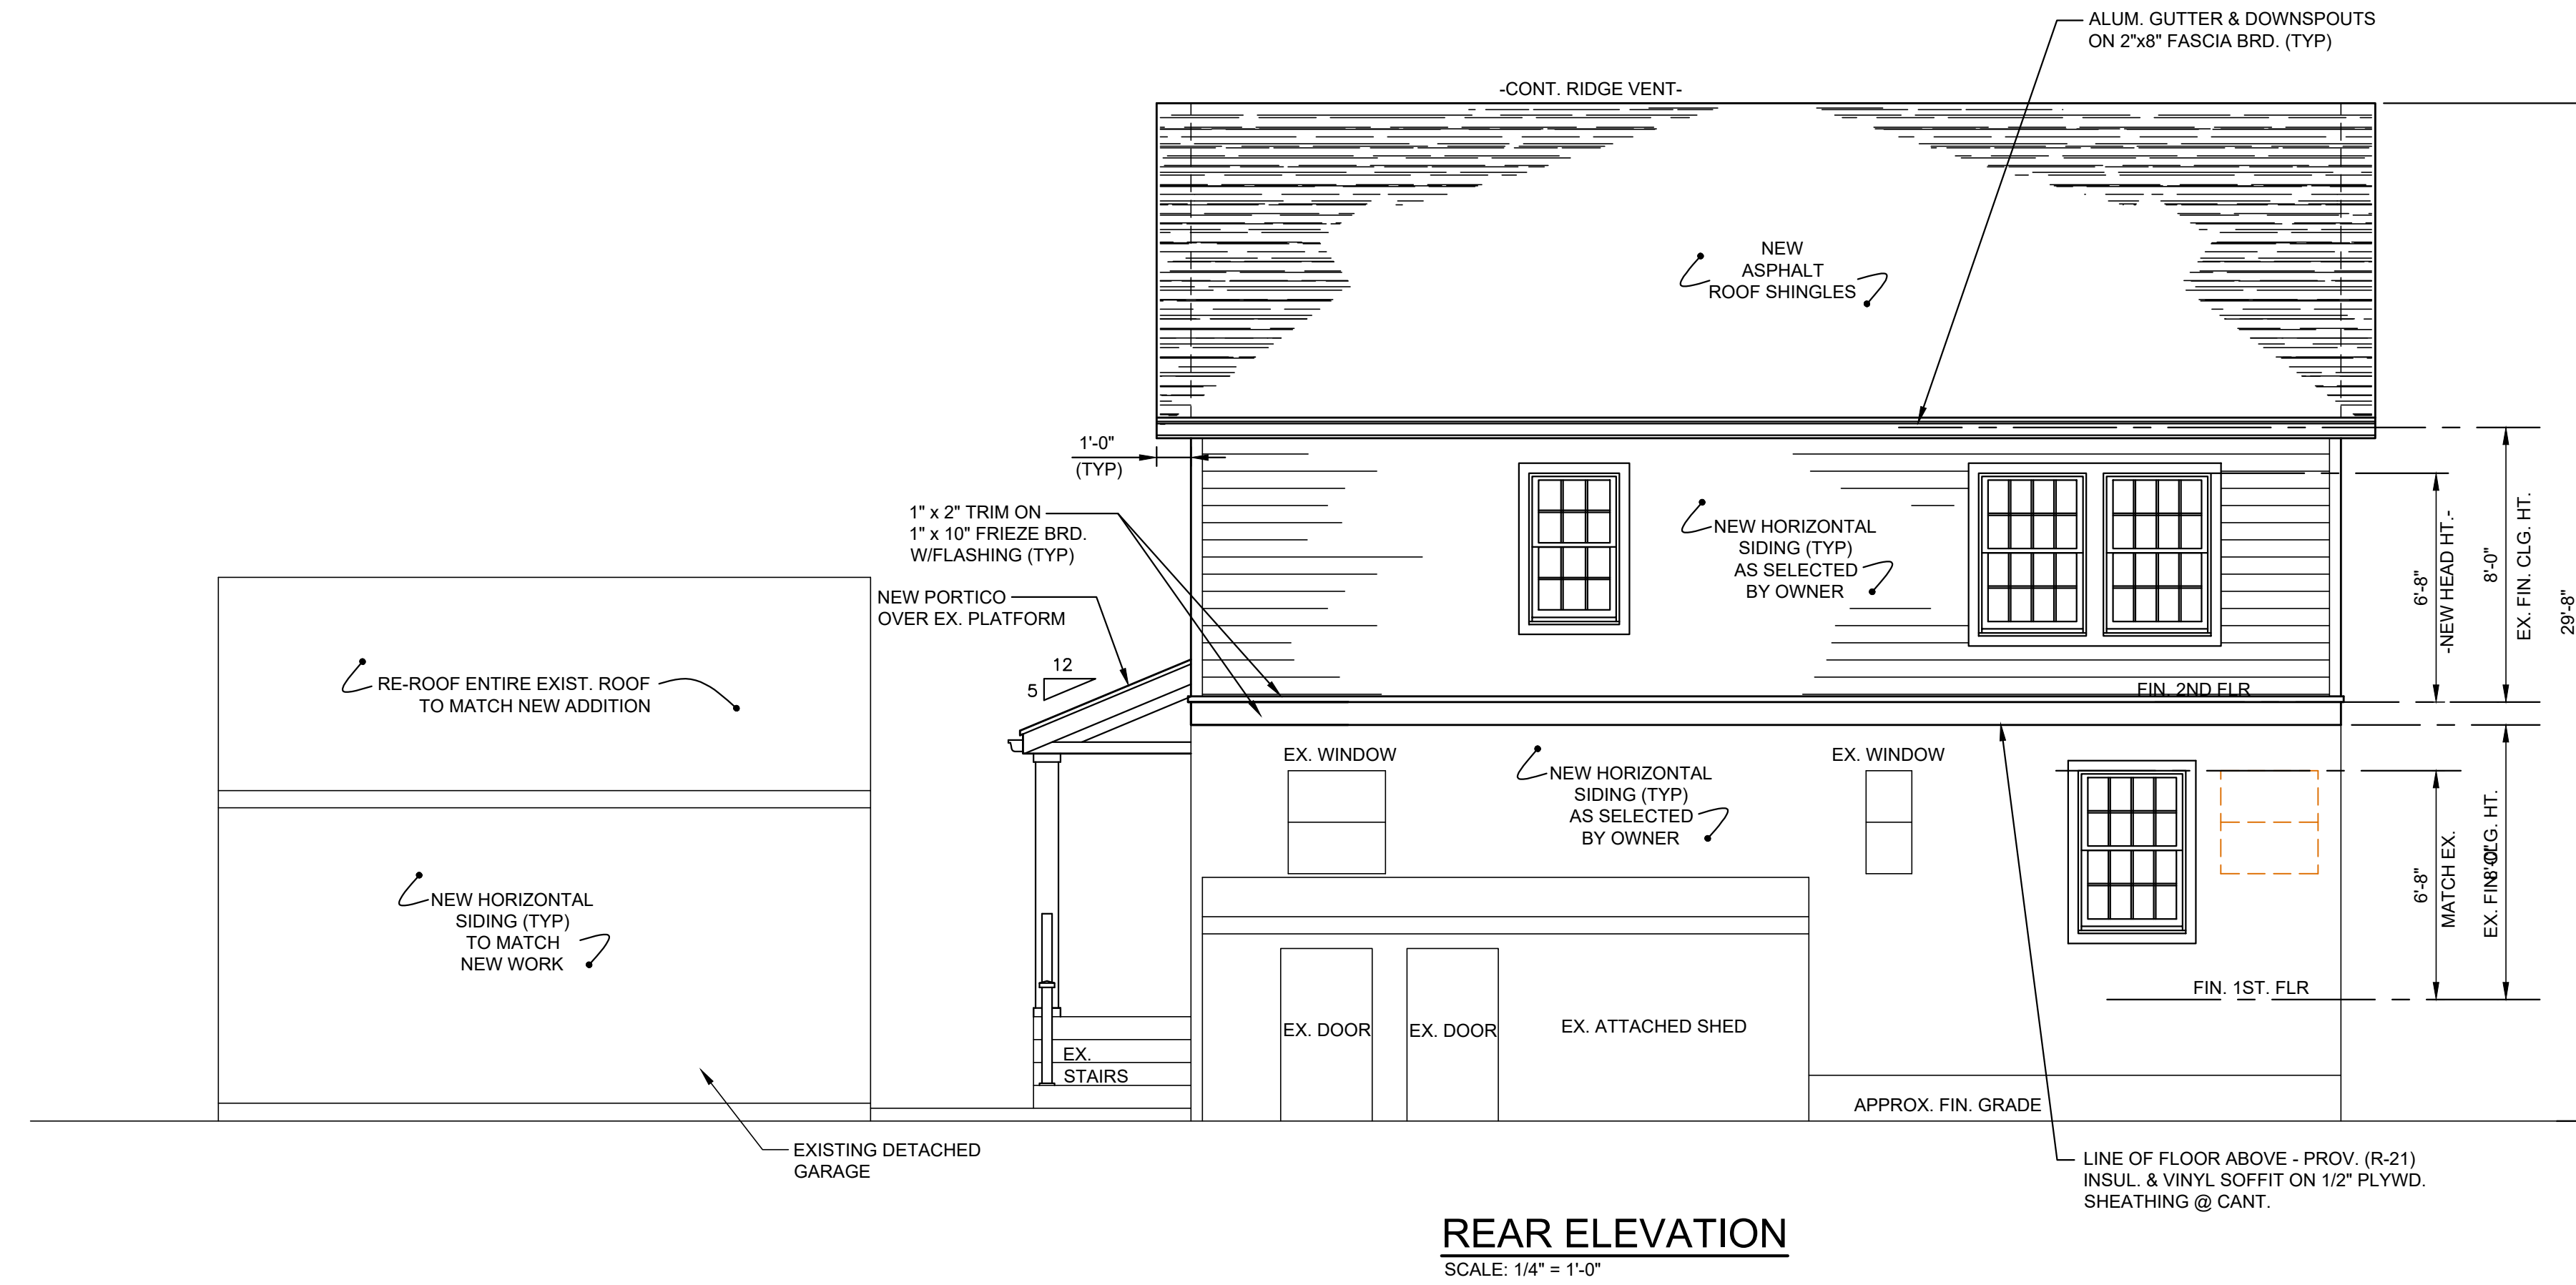 ALUM. GUTTER & DOWNSPOUTS
ON 2"x8" FASCIA BRD. (TYP)
-CONT. RIDGE VENT-
NEW
ASPHALT
ROOF SHINGLES
1'-0"
(TYP)
1" x 2" TRIM ON
1" x 10" FRIEZE BRD.
W/FLASHING (TYP)
NEW HORIZONTAL
SIDING (TYP)
AS SELECTED
BY OWNER
6'-8"
-NEW HEAD HT.-
8'-0"
EX. FIN. CLG. HT.
29'-8"
NEW PORTICO
OVER EX. PLATFORM
12
5
RE-ROOF ENTIRE EXIST. ROOF
TO MATCH NEW ADDITION
FIN. 2ND FLR
EX. WINDOW
NEW HORIZONTAL
SIDING (TYP)
AS SELECTED
BY OWNER
EX. WINDOW
6'-8"
MATCH EX.
8'-0"
EX. FIN. CLG. HT.
NEW HORIZONTAL
SIDING (TYP)
TO MATCH
NEW WORK
FIN. 1ST. FLR
EX. DOOR
EX. DOOR
EX. ATTACHED SHED
EX.
STAIRS
APPROX. FIN. GRADE
EXISTING DETACHED
GARAGE
LINE OF FLOOR ABOVE - PROV. (R-21)
INSUL. & VINYL SOFFIT ON 1/2" PLYWD.
SHEATHING @ CANT.
REAR ELEVATION
SCALE: 1/4" = 1'-0"